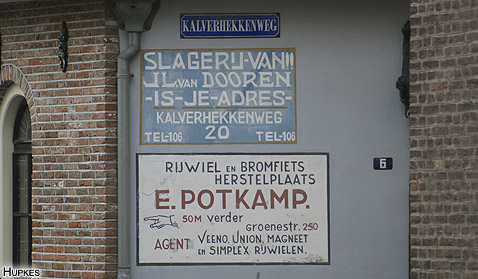 KALVERHEKKENWEG
SLAGERIJ-VAN!!
J.L. VAN DOOREN
-IS-JE-ADRES-
KALVERHEKKENWEG
TEL-106 20 TEL-106
RIJWIEL EN BROMFIETS
HERSTELPLAATS
E. POTKAMP.
50M verder
groenestr. 250
AGENT VEENO, UNION, MAGNEET
EN SIMPLEX RIJWIELEN.
6
HUPKES